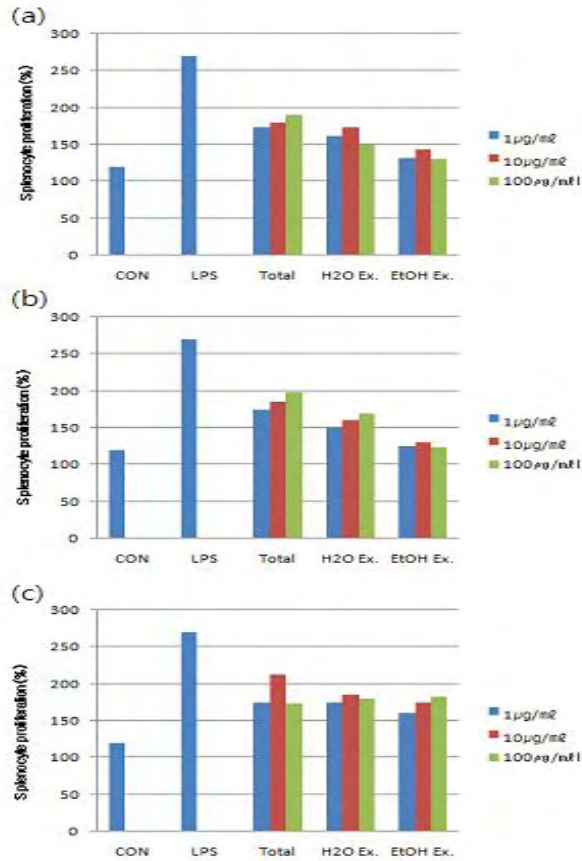 (a)
Splenocyte proliferation (%)
300
250
200
150
100
50
0
CON LPS Total H2O Ex. EtOH Ex.
1μg/mℓ
10μg/mℓ
100μg/mℓl
(b)
Splenocyte proliferation (%)
300
250
200
150
100
50
0
CON LPS Total H2O Ex. EtOH Ex.
1μg/mℓ
10μg/mℓ
100μg/mℓl
(c)
Splenocyte proliferation (%)
300
250
200
150
100
50
0
CON LPS Total H2O Ex. EtOH Ex.
1μg/mℓ
10μg/mℓ
100μg/mℓl